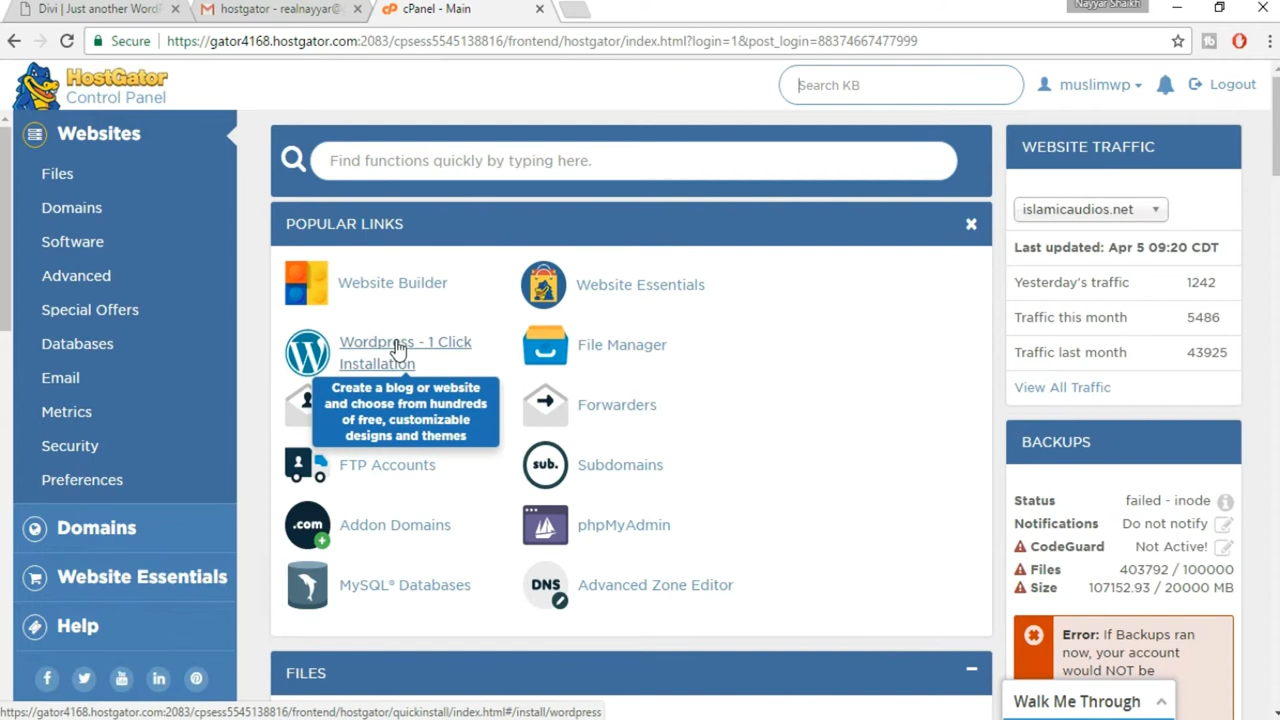 Divi | Just another WordP
hostgator - realnayyar@
cP cPanel - Main
Nayyar Shaikh
Secure
https://gator4168.hostgator.com:2083/cpsess5545138816/frontend/hostgator/index.html?login=1&post_login=88374667477999
HostGator
Control Panel
Search KB
muslimwp
Logout
Websites
Files
Domains
Software
Advanced
Special Offers
Databases
Email
Metrics
Security
Preferences
Domains
Website Essentials
Help
Find functions quickly by typing here.
POPULAR LINKS
Website Builder
Website Essentials
Wordpress - 1 Click
Installation
File Manager
Create a blog or website
and choose from hundreds
of free, customizable
designs and themes
Forwarders
FTP Accounts
sub.
Subdomains
.com
Addon Domains
phpMyAdmin
MySQL® Databases
DNS
Advanced Zone Editor
FILES
WEBSITE TRAFFIC
islamicaudios.net
Last updated: Apr 5 09:20 CDT
Yesterday's traffic 1242
Traffic this month 5486
Traffic last month 43925
View All Traffic
BACKUPS
Status failed - inode
Notifications Do not notify
CodeGuard Not Active!
Files 403792 / 100000
Size 107152.93 / 20000 MB
Error: If Backups ran
now, your account
would NOT be
Walk Me Through
https://gator4168.hostgator.com:2083/cpsess5545138816/frontend/hostgator/quickinstall/index.html#/install/wordpress